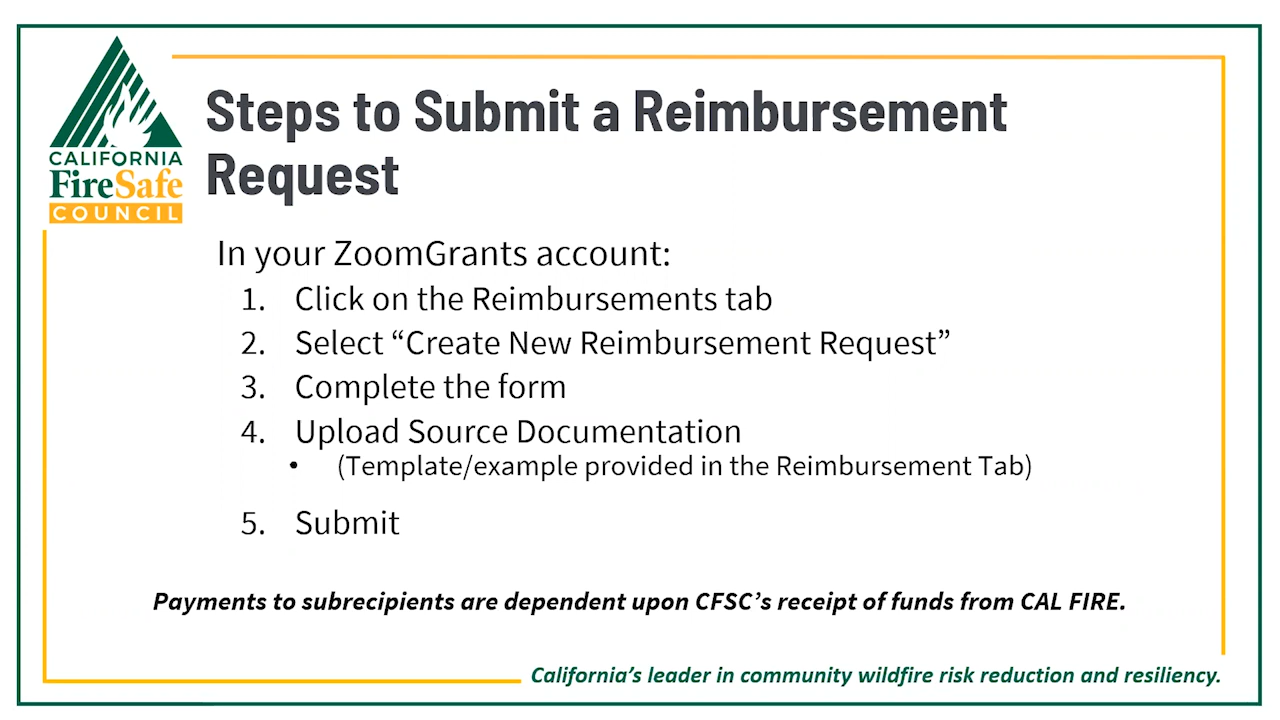 CALIFORNIA
FireSafe
COUNCIL
Steps to Submit a Reimbursement
Request
In your ZoomGrants account:
1. Click on the Reimbursements tab
2. Select “Create New Reimbursement Request”
3. Complete the form
4. Upload Source Documentation
• (Template/example provided in the Reimbursement Tab)
5. Submit
Payments to subrecipients are dependent upon CFSC’s receipt of funds from CAL FIRE.
California’s leader in community wildfire risk reduction and resiliency.